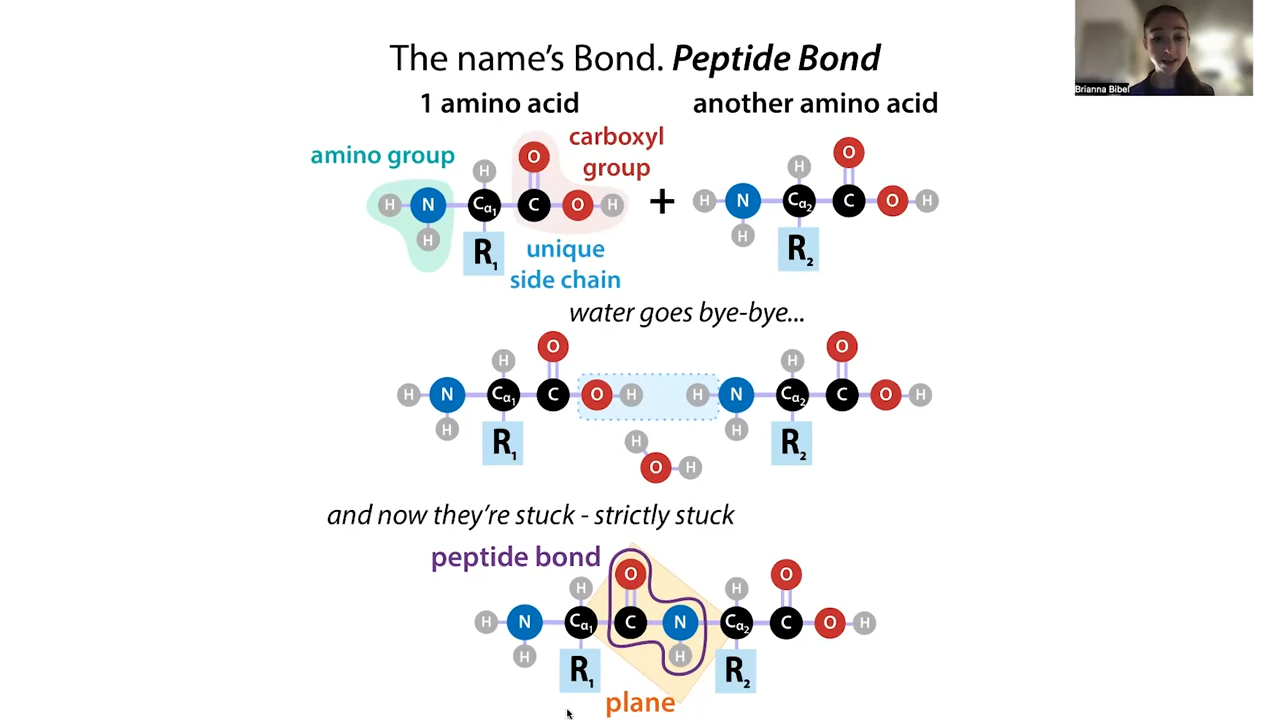 The name's Bond. Peptide Bond
1 amino acid
another amino acid
amino group
carboxyl
group
H N H Cα1 H R1 C O O H
+
H N H Cα2 H R2 C O O H
unique
side chain
water goes bye-bye...
H N H Cα1 H R1 C O O H
H N H Cα2 H R2 C O O H
H O H
and now they're stuck - strictly stuck
peptide bond
H N H Cα1 H R1 C O N H Cα2 H R2 C O O H
plane
Brianna Bibel